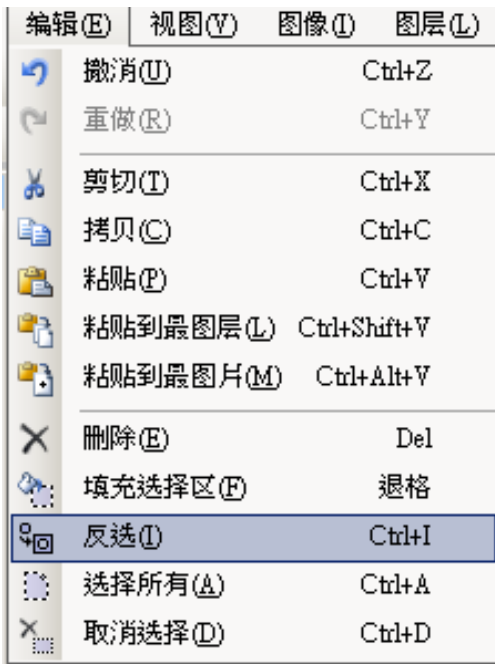 编辑(E) 视图(V) 图像(I) 图层(L)
撤消(U) Ctrl+Z
重做(R) Ctrl+Y
剪切(T) Ctrl+X
拷贝(C) Ctrl+C
粘贴(P) Ctrl+V
粘贴到最图层(L) Ctrl+Shift+V
粘贴到最图片(M) Ctrl+Alt+V
删除(E) Del
填充选择区(F) 退格
反选(I) Ctrl+I
选择所有(A) Ctrl+A
取消选择(D) Ctrl+D